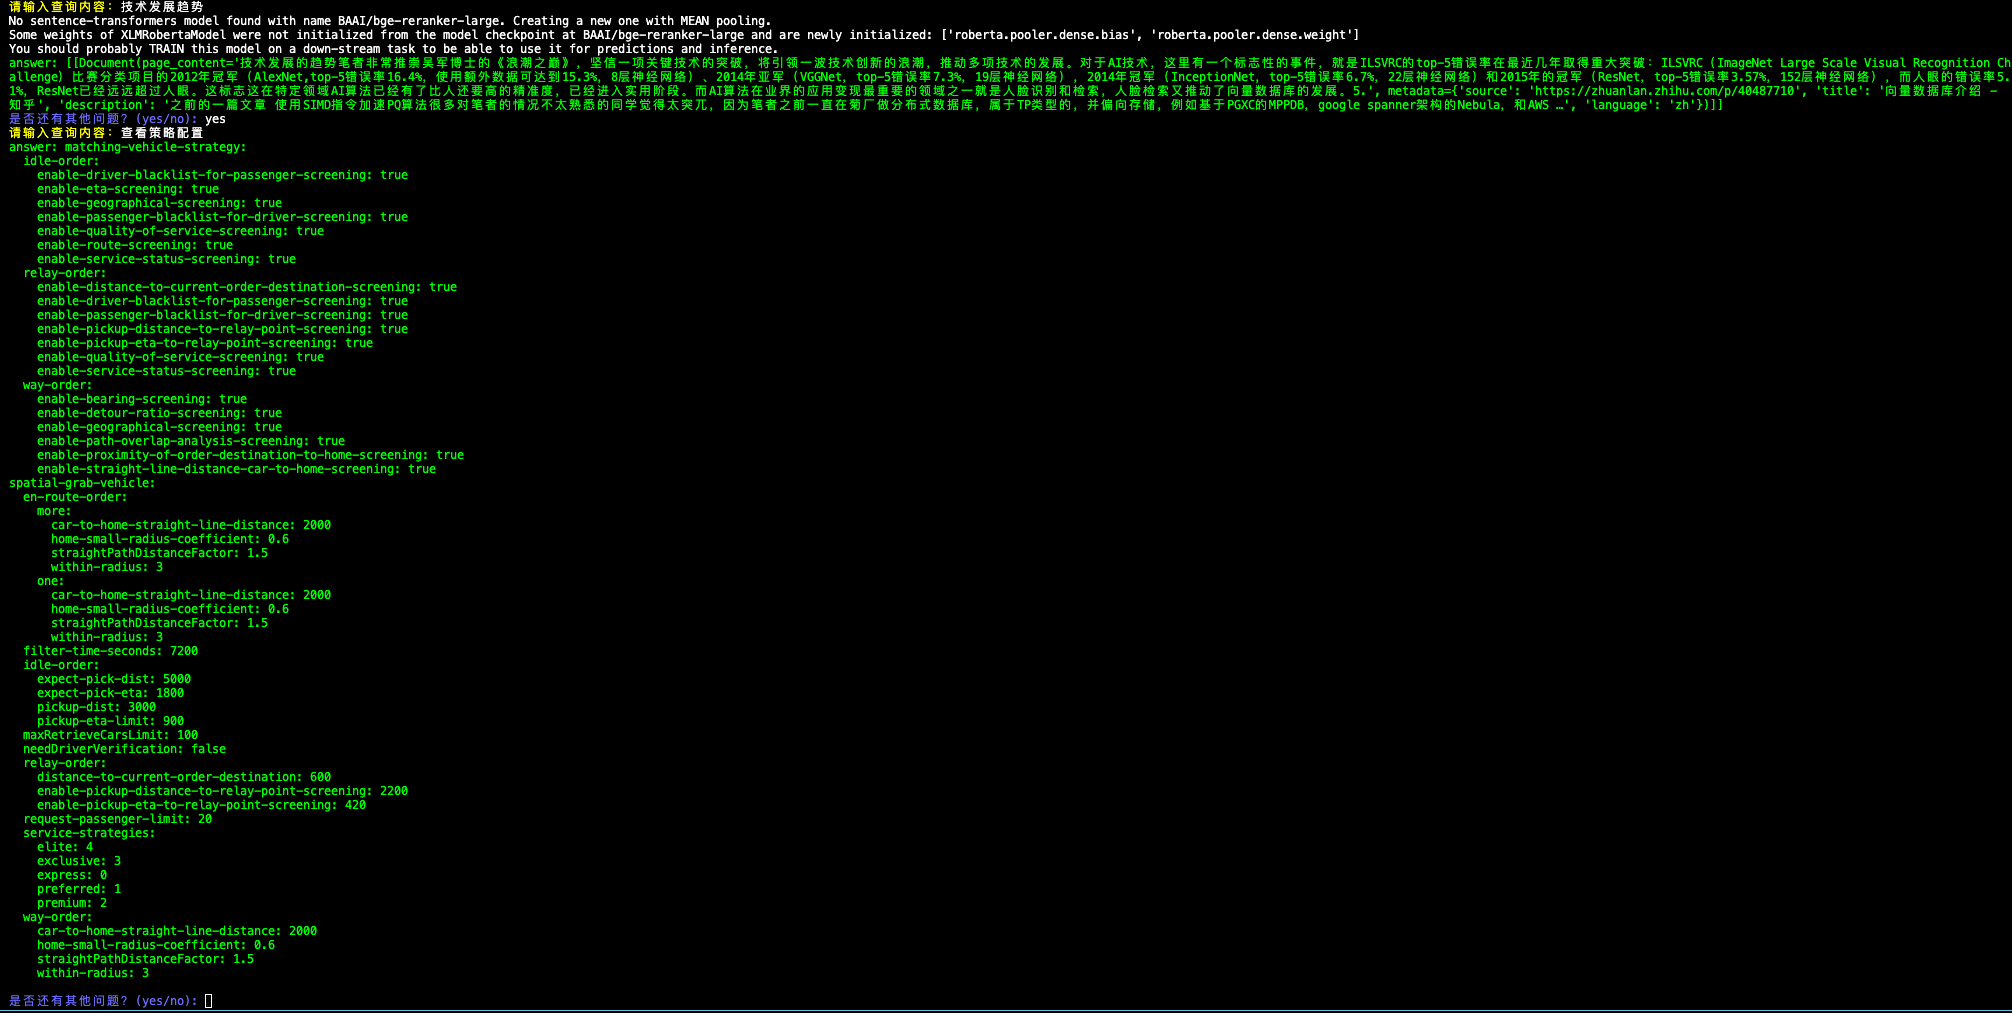 请输入查询内容: 技术发展趋势
No sentence-transformers model found with name BAAI/bge-reranker-large. Creating a new one with MEAN pooling.
Some weights of XLMRobertaModel were not initialized from the model checkpoint at BAAI/bge-reranker-large and are newly initialized: ['roberta.pooler.dense.bias', 'roberta.pooler.dense.weight']
You should probably TRAIN this model on a down-stream task to be able to use it for predictions and inference.
answer: [[Document(page_content='技术发展的趋势笔者非常推崇吴军博士的《浪潮之巅》, 坚信一项关键技术的突破, 将引领一波技术创新的浪潮, 推动多项技术的发展。对于AI技术, 这里有一个标志性的事件, 就是ILSVRC的top-5错误率在最近几年取得重大突破: ILSVRC (ImageNet Large Scale Visual Recognition Ch
allenge) 比赛分类项目的2012年冠军 (AlexNet,top-5错误率16.4%, 使用额外数据可达到15.3%, 8层神经网络) 、2014年亚军 (VGGNet, top-5错误率7.3%, 19层神经网络) , 2014年冠军 (InceptionNet, top-5错误率6.7%, 22层神经网络) 和2015年的冠军 (ResNet, top-5错误率3.57%, 152层神经网络) , 而人眼的错误率5.
1%, ResNet已经远远超过人眼。这标志这在特定领域AI算法已经有了比人还要高的精准度, 已经进入实用阶段。而AI算法在业界的应用变现最重要的领域之一就是人脸识别和检索, 人脸检索又推动了向量数据库的发展。5.', metadata={'source': 'https://zhuanlan.zhihu.com/p/40487710', 'title': '向量数据库介绍 -
知乎', 'description': '之前的一篇文章 使用SIMD指令加速PQ算法很多对笔者的情况不太熟悉的同学觉得太突兀, 因为笔者之前一直在菊厂做分布式数据库, 属于TP类型的, 并偏向存储, 例如基于PGXC的MPPDB, google spanner架构的Nebula, 和AWS …', 'language': 'zh'})]]
是否还有其他问题? (yes/no): yes
请输入查询内容: 查看策略配置
answer: matching-vehicle-strategy:
idle-order:
enable-driver-blacklist-for-passenger-screening: true
enable-eta-screening: true
enable-geographical-screening: true
enable-passenger-blacklist-for-driver-screening: true
enable-quality-of-service-screening: true
enable-route-screening: true
enable-service-status-screening: true
relay-order:
enable-distance-to-current-order-destination-screening: true
enable-driver-blacklist-for-passenger-screening: true
enable-passenger-blacklist-for-driver-screening: true
enable-pickup-distance-to-relay-point-screening: true
enable-pickup-eta-to-relay-point-screening: true
enable-quality-of-service-screening: true
enable-service-status-screening: true
way-order:
enable-bearing-screening: true
enable-detour-ratio-screening: true
enable-geographical-screening: true
enable-path-overlap-analysis-screening: true
enable-proximity-of-order-destination-to-home-screening: true
enable-straight-line-distance-car-to-home-screening: true
spatial-grab-vehicle:
en-route-order:
more:
car-to-home-straight-line-distance: 2000
home-small-radius-coefficient: 0.6
straightPathDistanceFactor: 1.5
within-radius: 3
one:
car-to-home-straight-line-distance: 2000
home-small-radius-coefficient: 0.6
straightPathDistanceFactor: 1.5
within-radius: 3
filter-time-seconds: 7200
idle-order:
expect-pick-dist: 5000
expect-pick-eta: 1800
pickup-dist: 3000
pickup-eta-limit: 900
maxRetrieveCarsLimit: 100
needDriverVerification: false
relay-order:
distance-to-current-order-destination: 600
enable-pickup-distance-to-relay-point-screening: 2200
enable-pickup-eta-to-relay-point-screening: 420
request-passenger-limit: 20
service-strategies:
elite: 4
exclusive: 3
express: 0
preferred: 1
premium: 2
way-order:
car-to-home-straight-line-distance: 2000
home-small-radius-coefficient: 0.6
straightPathDistanceFactor: 1.5
within-radius: 3
是否还有其他问题? (yes/no):